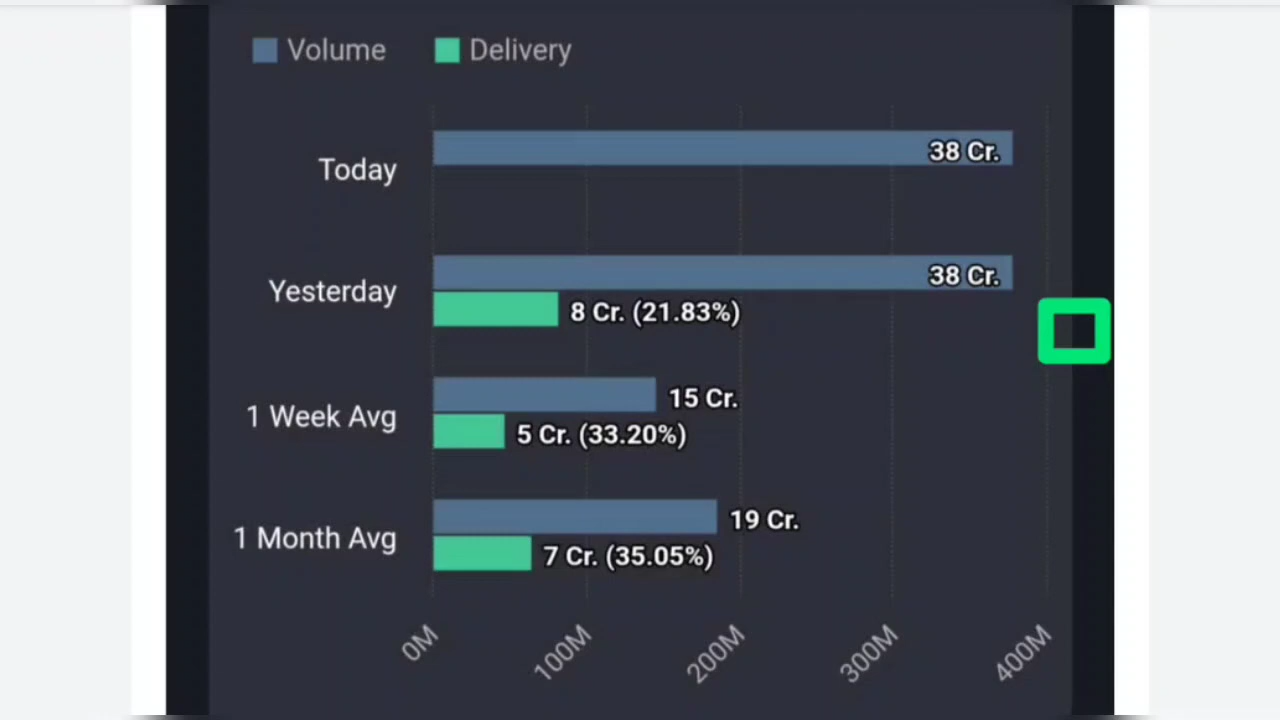 Volume Delivery
Today 38 Cr.
Yesterday 38 Cr.
8 Cr. (21.83%)
1 Week Avg 15 Cr.
5 Cr. (33.20%)
1 Month Avg 19 Cr.
7 Cr. (35.05%)
0M 100M 200M 300M 400M